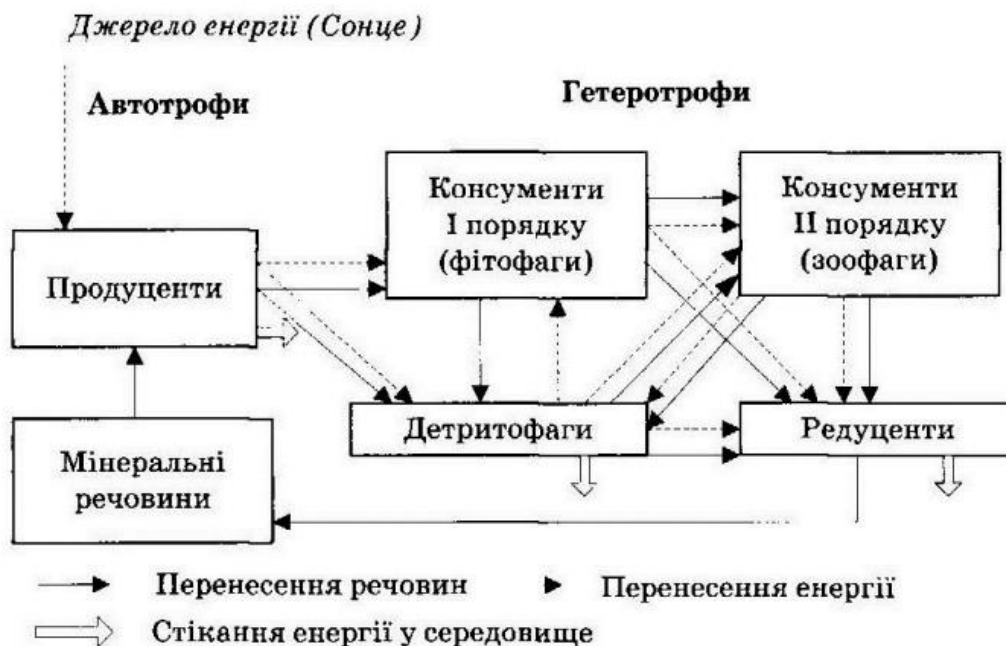 Джерело енергії (Сонце)
Автотрофи
Гетеротрофи
Консументи
І порядку
(фітофаги)
Консументи
ІІ порядку
(зоофаги)
Продуценти
Детритофаги
Редуценти
Мінеральні
речовини
Перенесення речовин
Перенесення енергії
Стікання енергії у середовище